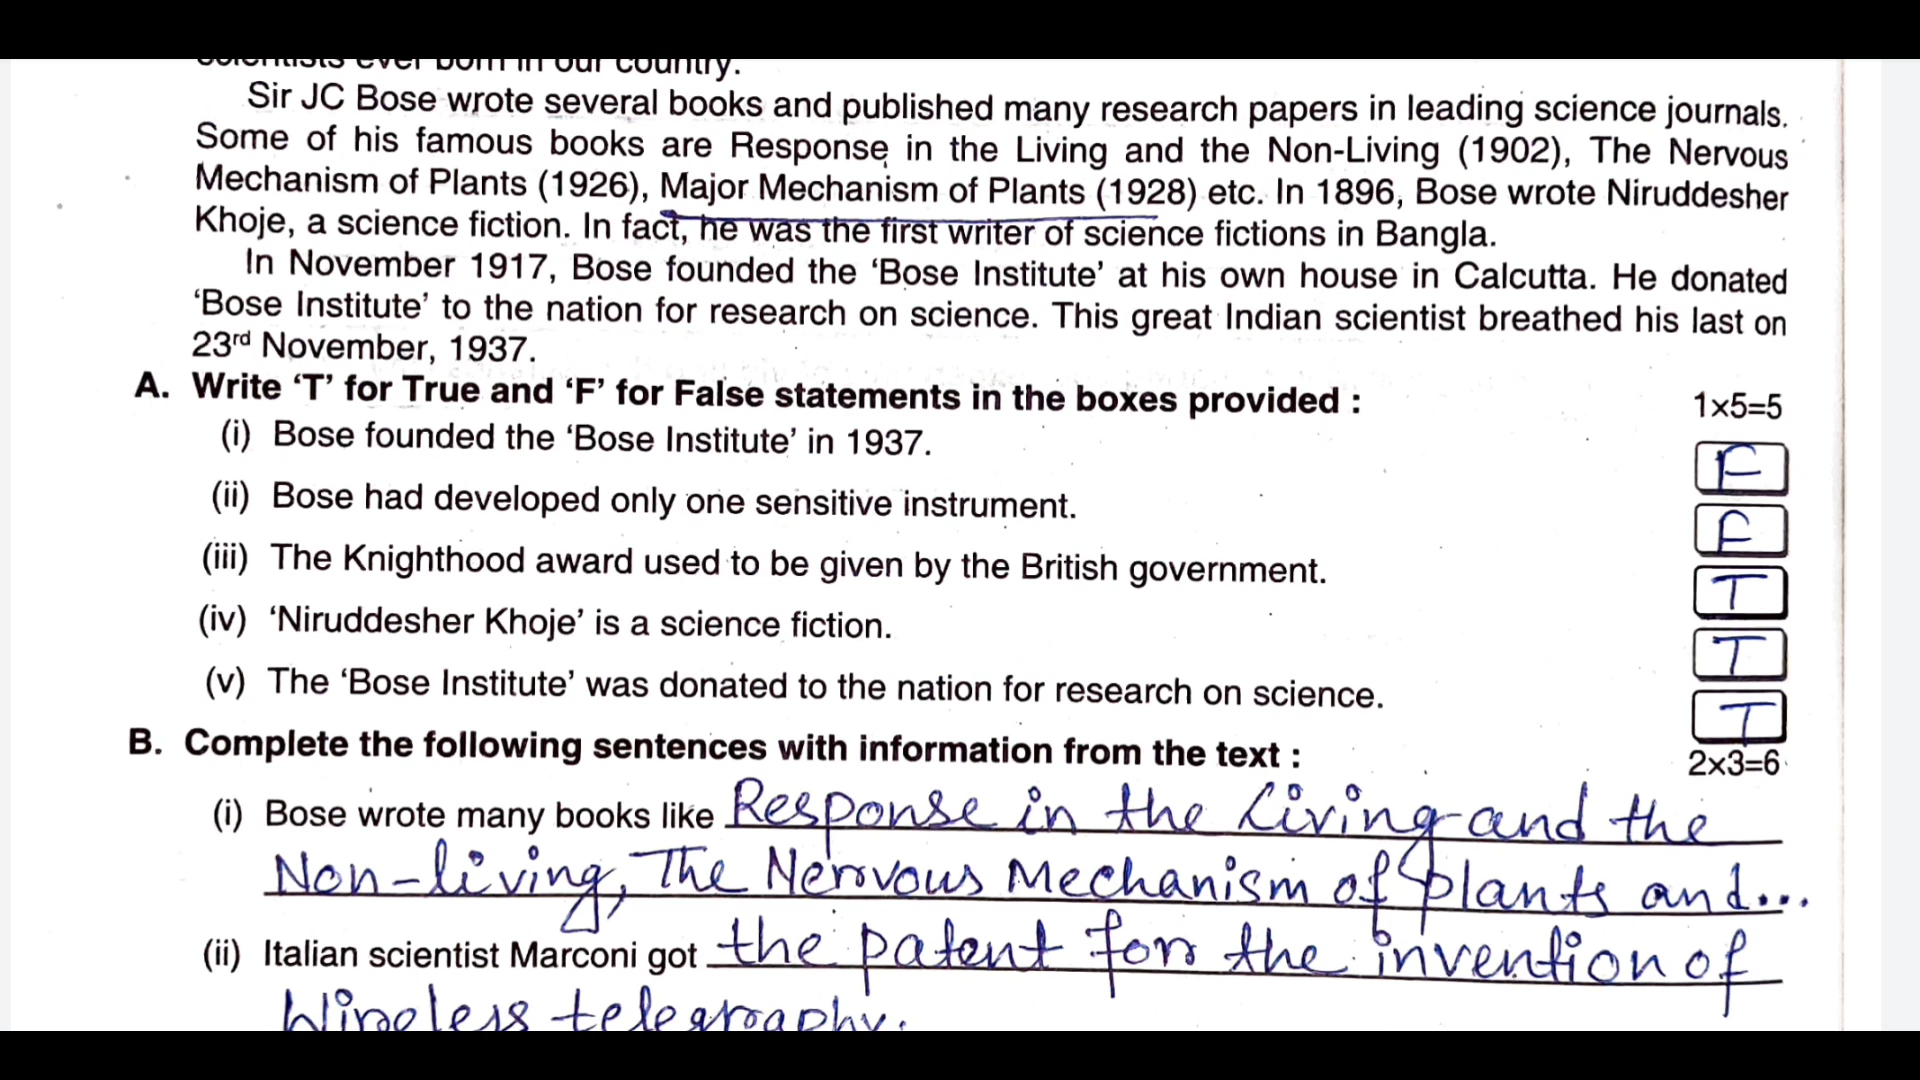 scientists ever born in our country.
Sir JC Bose wrote several books and published many research papers in leading science journals.
Some of his famous books are Response in the Living and the Non-Living (1902), The Nervous
Mechanism of Plants (1926), Major Mechanism of Plants (1928) etc. In 1896, Bose wrote Niruddesher
Khoje, a science fiction. In fact, he was the first writer of science fictions in Bangla.
In November 1917, Bose founded the ‘Bose Institute’ at his own house in Calcutta. He donated
‘Bose Institute’ to the nation for research on science. This great Indian scientist breathed his last on
23rd November, 1937.
A. Write ‘T’ for True and ‘F’ for False statements in the boxes provided : 1×5=5
(i) Bose founded the ‘Bose Institute’ in 1937. F
(ii) Bose had developed only one sensitive instrument. F
(iii) The Knighthood award used to be given by the British government. T
(iv) ‘Niruddesher Khoje’ is a science fiction. T
(v) The ‘Bose Institute’ was donated to the nation for research on science. T
B. Complete the following sentences with information from the text : 2×3=6
(i) Bose wrote many books like Response in the Living and the
Non-living, The Nervous Mechanism of plants and...
(ii) Italian scientist Marconi got the patent for the invention of
Wireless telegraphy.